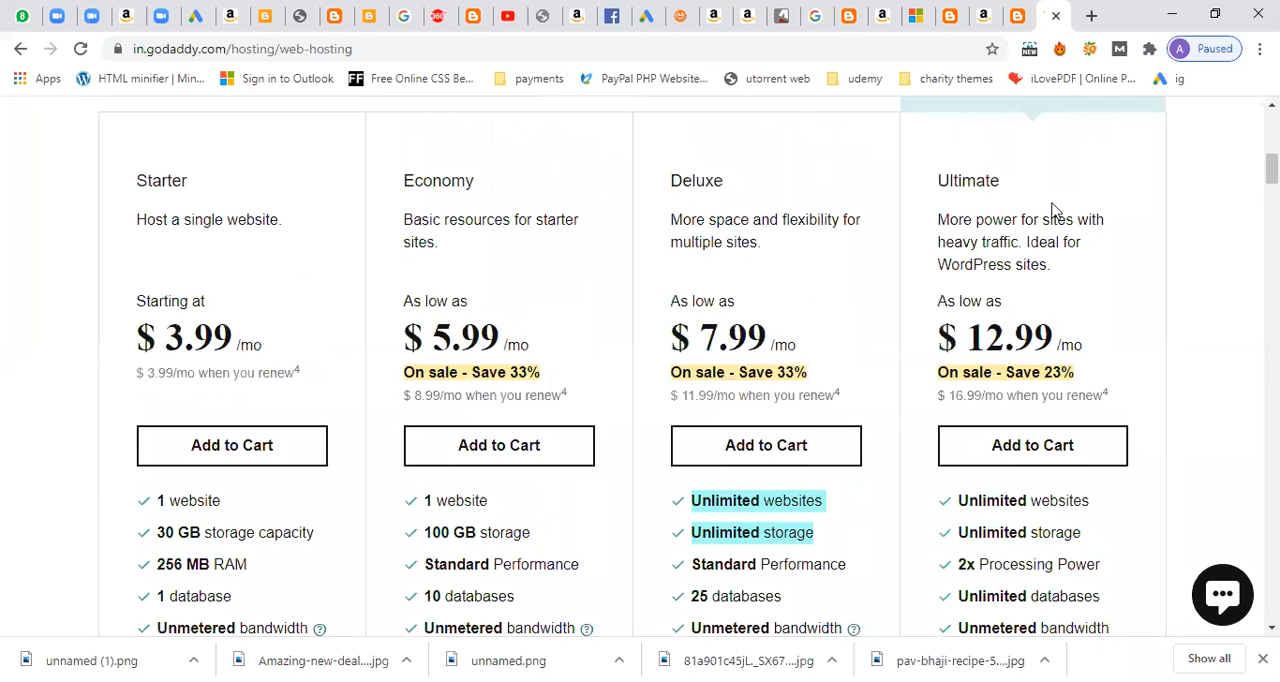 in.godaddy.com/hosting/web-hosting
A Paused
Apps HTML minifier | Min... Sign in to Outlook Free Online CSS Be... payments PayPal PHP Website... utorrent web udemy charity themes iLovePDF | Online P... ig
Starter
Host a single website.
Starting at
$ 3.99 /mo
$ 3.99/mo when you renew4
Add to Cart
1 website
30 GB storage capacity
256 MB RAM
1 database
Unmetered bandwidth ?
Economy
Basic resources for starter
sites.
As low as
$ 5.99 /mo
On sale - Save 33%
$ 8.99/mo when you renew4
Add to Cart
1 website
100 GB storage
Standard Performance
10 databases
Unmetered bandwidth ?
Deluxe
More space and flexibility for
multiple sites.
As low as
$ 7.99 /mo
On sale - Save 33%
$ 11.99/mo when you renew4
Add to Cart
Unlimited websites
Unlimited storage
Standard Performance
25 databases
Unmetered bandwidth ?
Ultimate
More power for sites with
heavy traffic. Ideal for
WordPress sites.
As low as
$ 12.99 /mo
On sale - Save 23%
$ 16.99/mo when you renew4
Add to Cart
Unlimited websites
Unlimited storage
2x Processing Power
Unlimited databases
Unmetered bandwidth
unnamed (1).png Amazing-new-deal....jpg unnamed.png 81a901c45jL._SX67....jpg pav-bhaji-recipe-5....jpg Show all